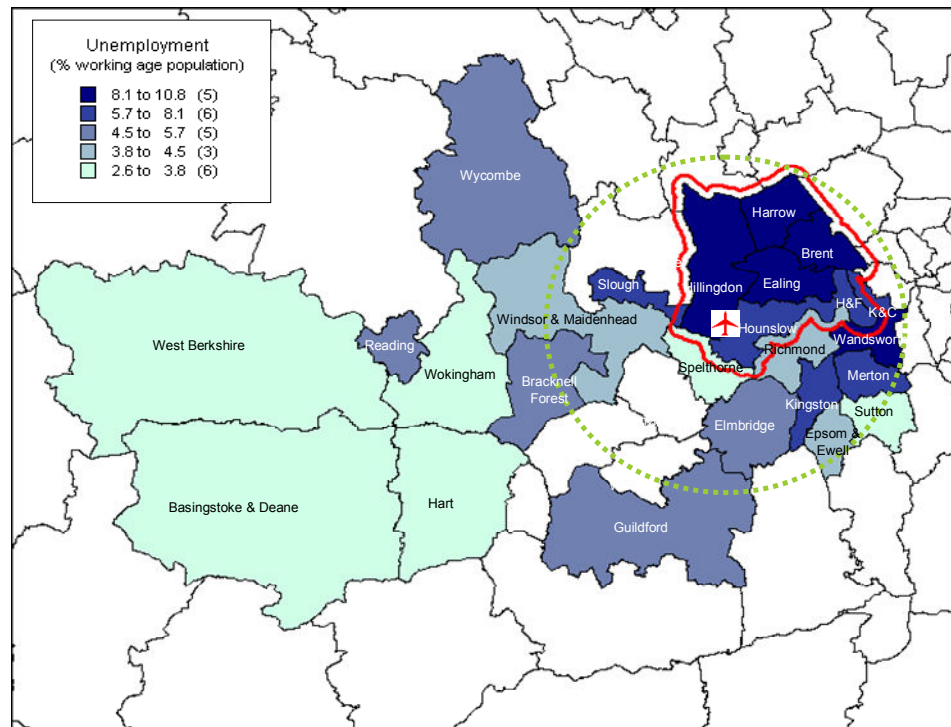 Unemployment
(% working age population)
8.1 to 10.8 (5)
5.7 to 8.1 (6)
4.5 to 5.7 (5)
3.8 to 4.5 (3)
2.6 to 3.8 (6)
Wycombe
Harrow
Brent
Hillingdon
Ealing
Slough
H&F
K&C
Windsor & Maidenhead
Hounslow
Wandswor
West Berkshire
Reading
Richmond
Wokingham
Spelthorne
Merton
Bracknell
Forest
Kingston
Sutton
Elmbridge
Epsom &
Ewell
Basingstoke & Deane
Hart
Guildford